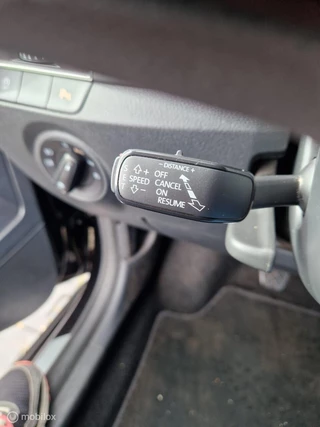 - DISTANCE +
+ OFF
SPEED CANCEL
ON
- RESUME
mobilox